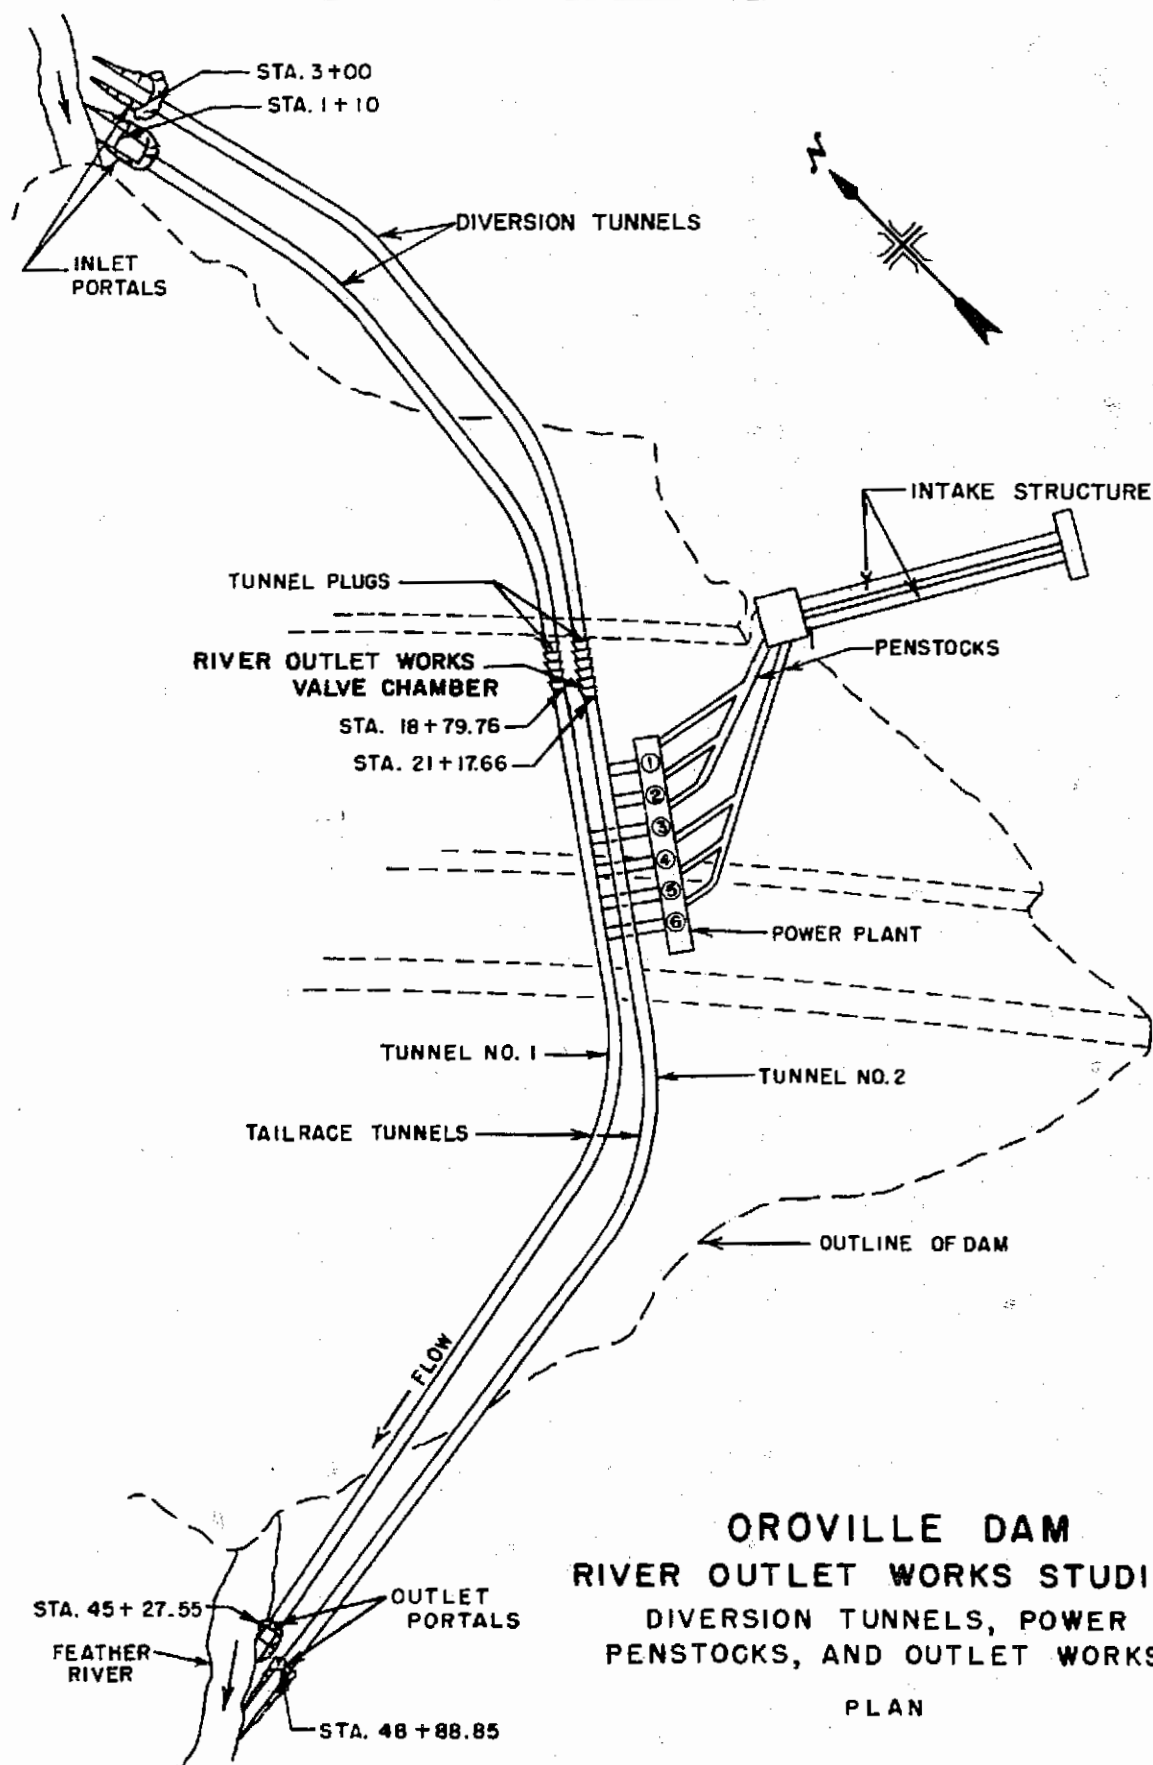 STA. 3+00
STA. 1+10
N
DIVERSION TUNNELS
INLET
PORTALS
INTAKE STRUCTURE
TUNNEL PLUGS
PENSTOCKS
RIVER OUTLET WORKS
VALVE CHAMBER
STA. 18+79.76
STA. 21+17.66
1
2
3
4
5
6
POWER PLANT
TUNNEL NO. 1
TUNNEL NO. 2
TAILRACE TUNNELS
OUTLINE OF DAM
FLOW
OROVILLE DAM
RIVER OUTLET WORKS STUDI
DIVERSION TUNNELS, POWER
PENSTOCKS, AND OUTLET WORKS
PLAN
STA. 45+27.55
OUTLET
PORTALS
FEATHER
RIVER
STA. 48+88.85